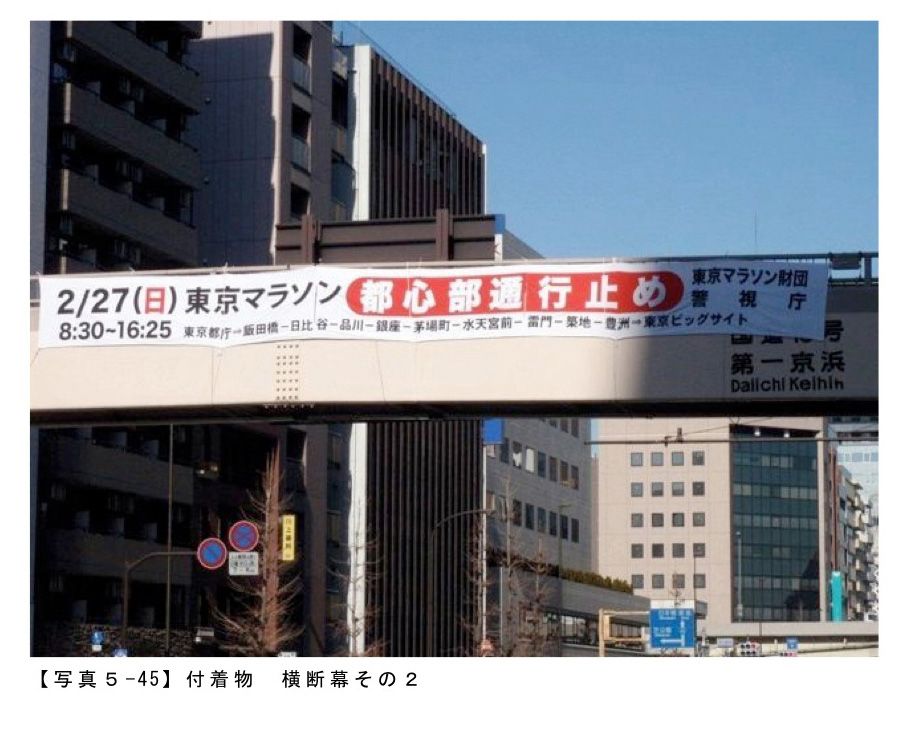 2/27(日)東京マラソン 都心部通行止め
東京マラソン財団
警視庁
8:30~16:25 東京都庁→飯田橋-日比谷-品川-銀座-茅場町-水天宮前-雷門-築地-豊洲→東京ビッグサイト
第一京浜
Daiichi Keihin
【写真5-45】付着物 横断幕その2